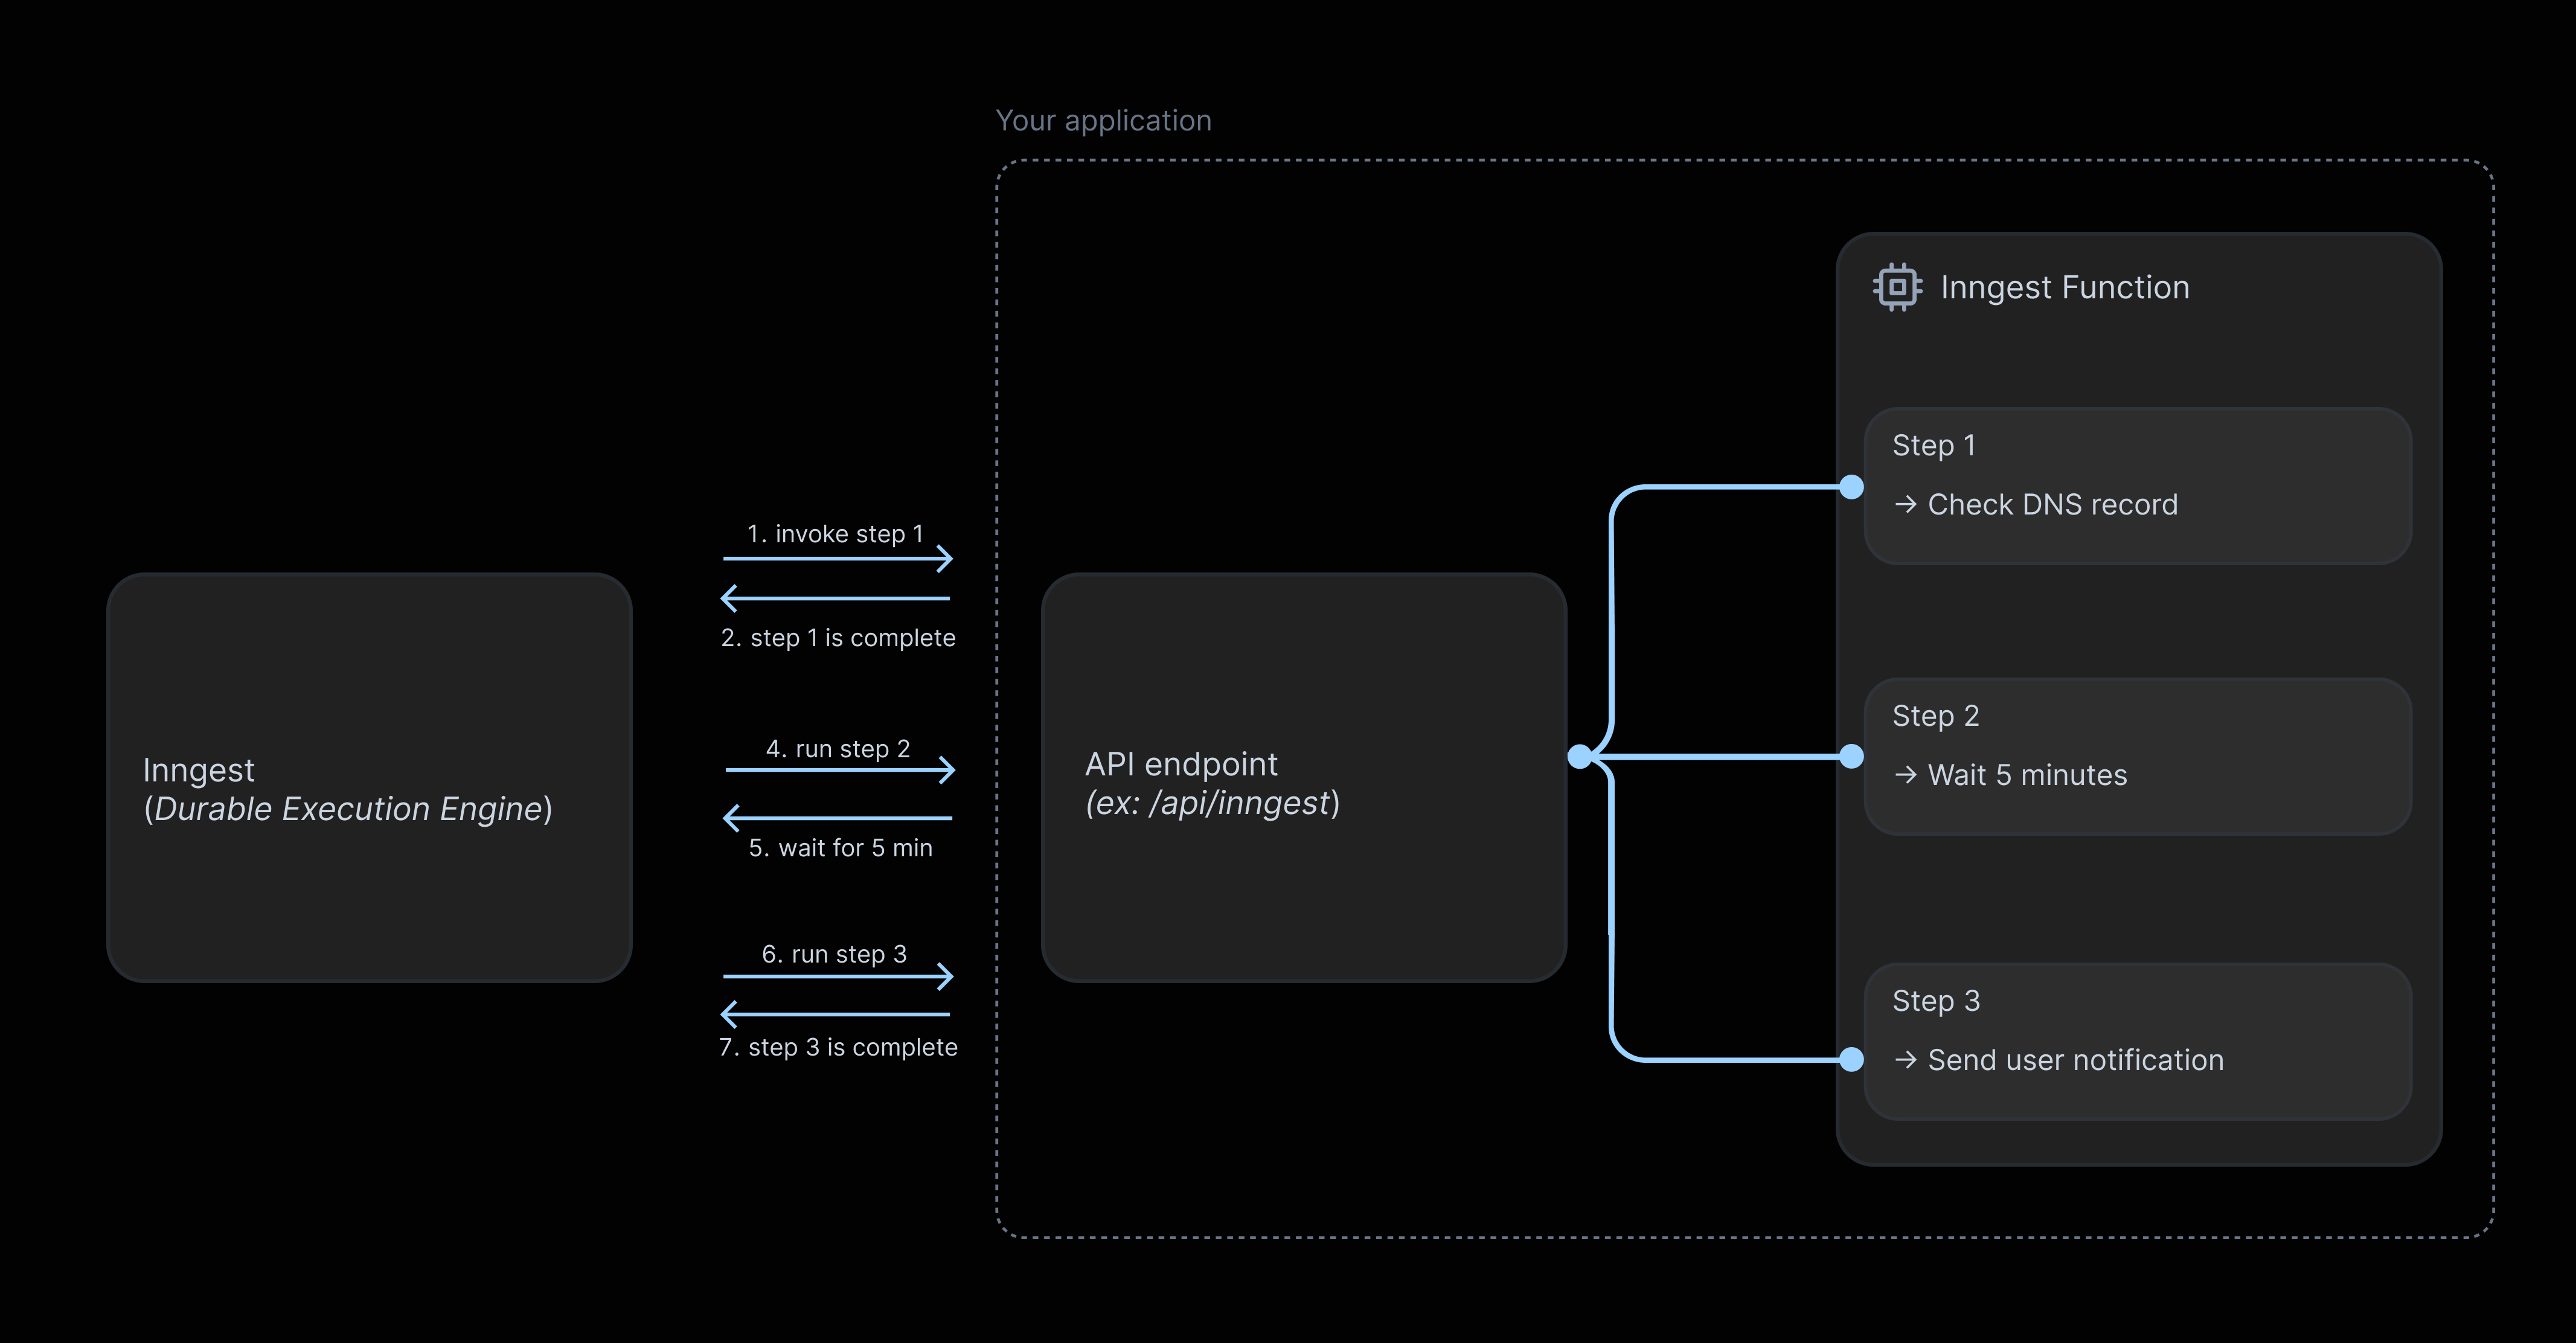 Your application
Inngest Function
Step 1
→ Check DNS record
1. invoke step 1
2. step 1 is complete
Step 2
→ Wait 5 minutes
4. run step 2
5. wait for 5 min
Inngest
(Durable Execution Engine)
API endpoint
(ex: /api/inngest)
6. run step 3
7. step 3 is complete
Step 3
→ Send user notification